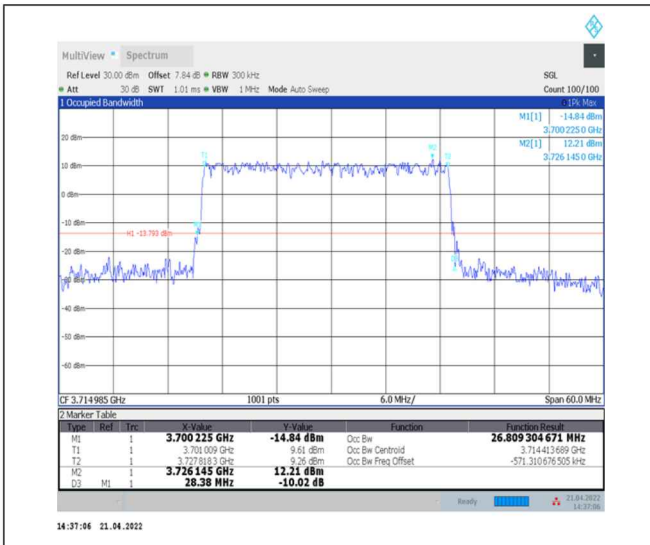 MultiView Spectrum
Ref Level 30.00 dBm Offset 7.84 dB RBW 300 kHz SGL
Att 30 dB SWT 1.01 ms VBW 1 MHz Mode Auto Sweep Count 100/100
1 Occupied Bandwidth 1Pk Max
M1[1] -14.84 dBm
3.700 225 0 GHz
M2[1] 12.21 dBm
3.726 145 0 GHz
20 dBm
10 dBm
0 dBm
-10 dBm
H1 -13.793 dBm
-20 dBm
-40 dBm
-50 dBm
-60 dBm
CF 3.714 985 GHz 1001 pts 6.0 MHz/ Span 60.0 MHz
2 Marker Table
Type Ref Trc X-Value Y-Value Function Function Result
M1 1 3.700 225 GHz -14.84 dBm Occ Bw 26.809 304 671 MHz
T1 1 3.701 009 GHz 9.61 dBm Occ Bw Centroid 3.714 413 689 GHz
T2 1 3.727 818 3 GHz 9.26 dBm Occ Bw Freq Offset -571.310 676 505 kHz
M2 1 3.726 145 GHz 12.21 dBm
D3 M1 1 28.38 MHz -10.02 dB
Ready 21.04.2022
14:37:06
14:37:06 21.04.2022